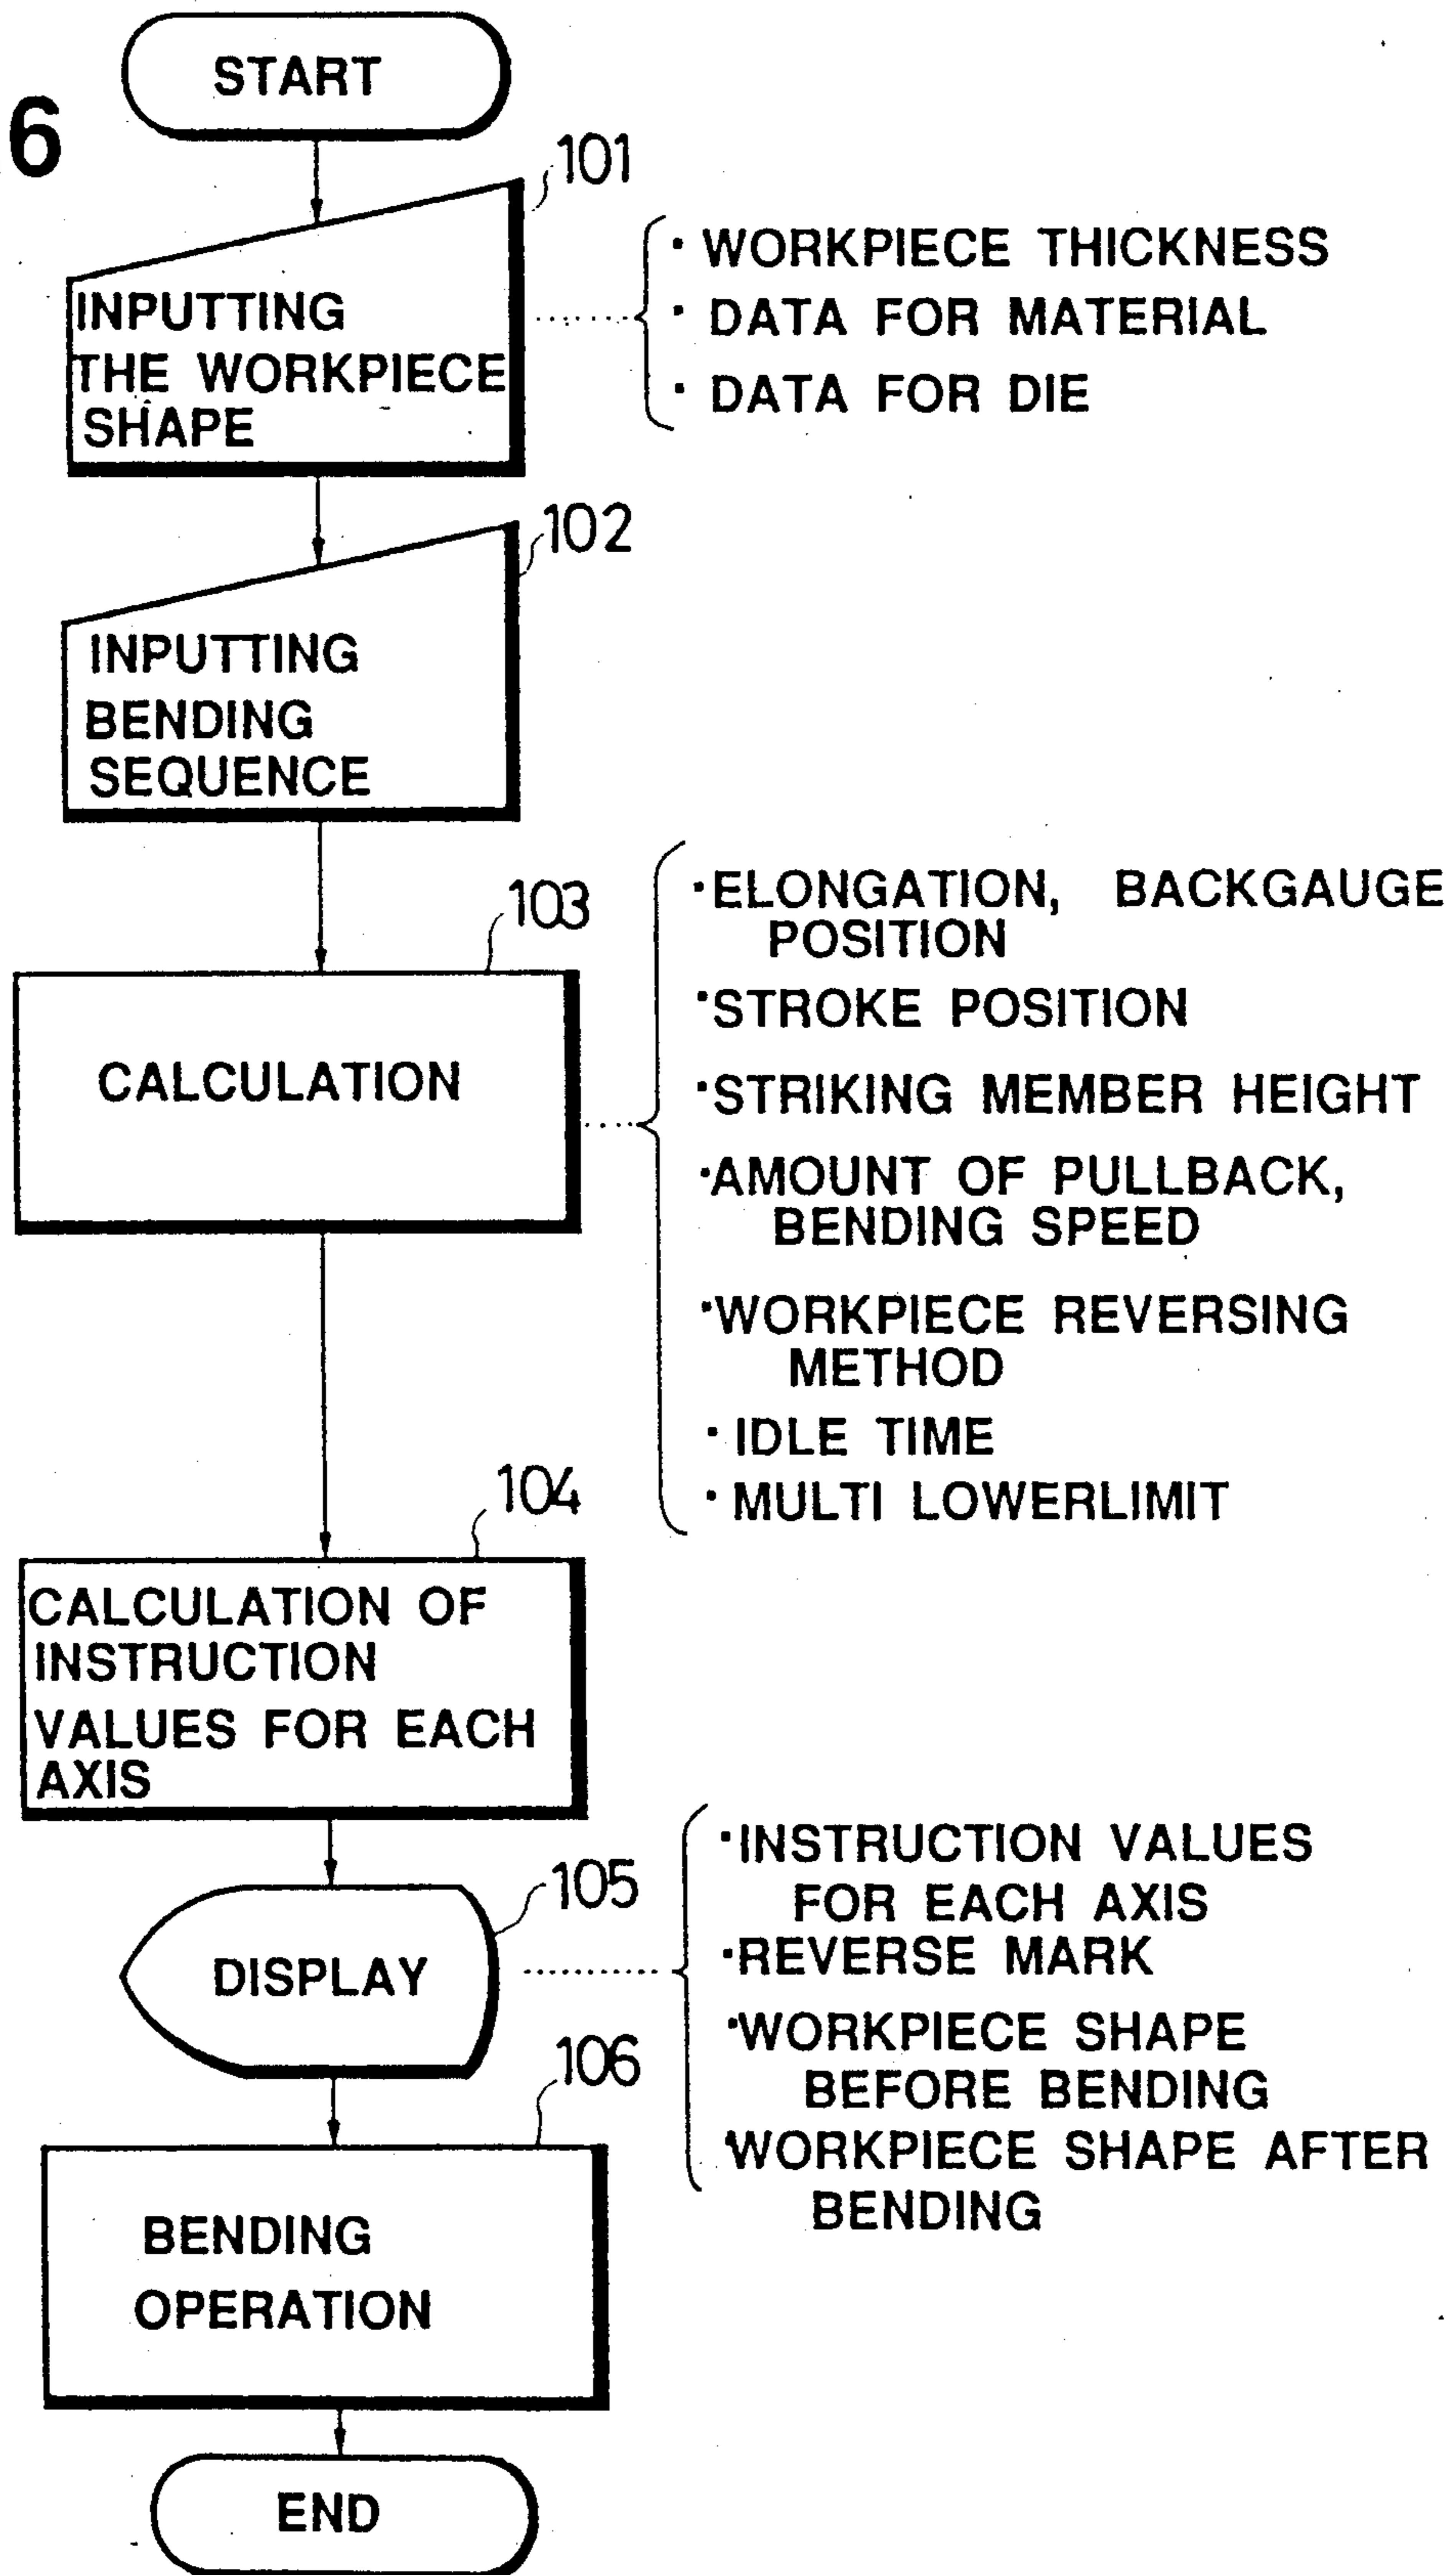 START
6
101
INPUTTING
THE WORKPIECE
SHAPE
· WORKPIECE THICKNESS
· DATA FOR MATERIAL
· DATA FOR DIE
102
INPUTTING
BENDING
SEQUENCE
103
CALCULATION
·ELONGATION, BACKGAUGE
POSITION
·STROKE POSITION
·STRIKING MEMBER HEIGHT
·AMOUNT OF PULLBACK,
BENDING SPEED
·WORKPIECE REVERSING
METHOD
· IDLE TIME
· MULTI LOWERLIMIT
104
CALCULATION OF
INSTRUCTION
VALUES FOR EACH
AXIS
105
DISPLAY
·INSTRUCTION VALUES
FOR EACH AXIS
·REVERSE MARK
·WORKPIECE SHAPE
BEFORE BENDING
·WORKPIECE SHAPE AFTER
BENDING
106
BENDING
OPERATION
END